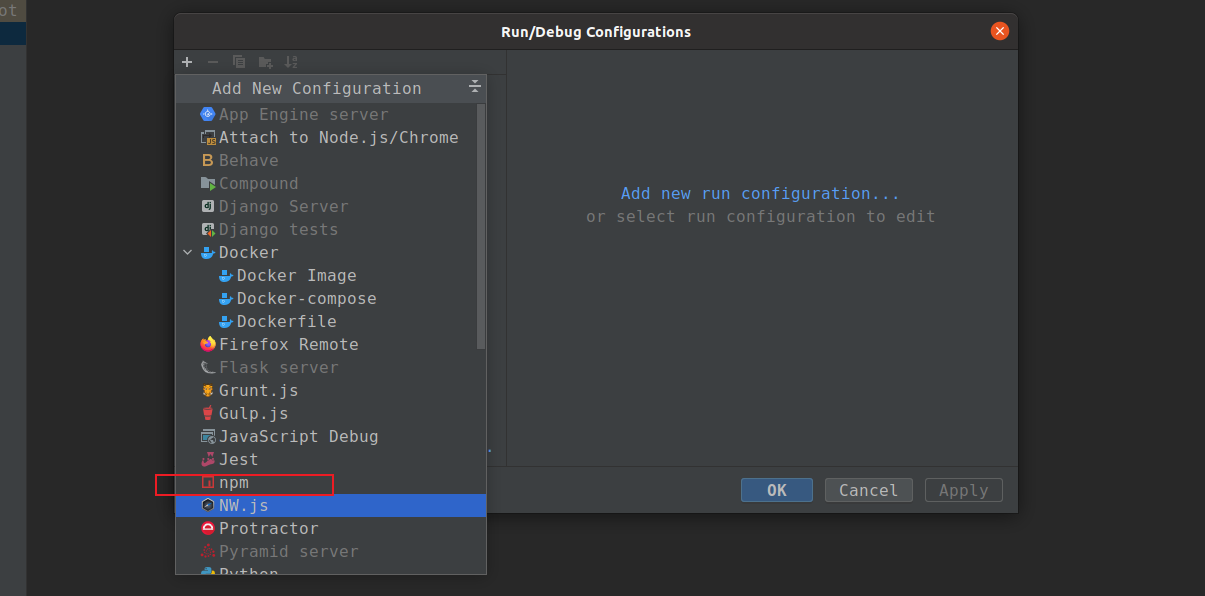 ot
Run/Debug Configurations
Add New Configuration
App Engine server
Attach to Node.js/Chrome
Behave
Compound
Django Server
Django tests
Docker
Docker Image
Docker-compose
Dockerfile
Firefox Remote
Flask server
Grunt.js
Gulp.js
JavaScript Debug
Jest
npm
NW.js
Protractor
Pyramid server
Python
Add new run configuration...
or select run configuration to edit
OK
Cancel
Apply